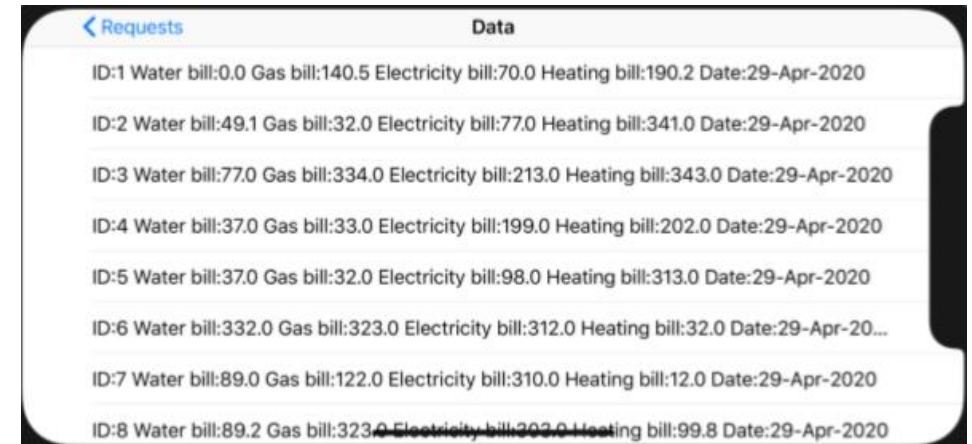 Requests
Data
ID:1 Water bill:0.0 Gas bill:140.5 Electricity bill:70.0 Heating bill:190.2 Date:29-Apr-2020
ID:2 Water bill:49.1 Gas bill:32.0 Electricity bill:77.0 Heating bill:341.0 Date:29-Apr-2020
ID:3 Water bill:77.0 Gas bill:334.0 Electricity bill:213.0 Heating bill:343.0 Date:29-Apr-2020
ID:4 Water bill:37.0 Gas bill:33.0 Electricity bill:199.0 Heating bill:202.0 Date:29-Apr-2020
ID:5 Water bill:37.0 Gas bill:32.0 Electricity bill:98.0 Heating bill:313.0 Date:29-Apr-2020
ID:6 Water bill:332.0 Gas bill:323.0 Electricity bill:312.0 Heating bill:32.0 Date:29-Apr-20...
ID:7 Water bill:89.0 Gas bill:122.0 Electricity bill:310.0 Heating bill:12.0 Date:29-Apr-2020
ID:8 Water bill:89.2 Gas bill:323.0 Electricity Heating bill:99.8 Date:29-Apr-2020